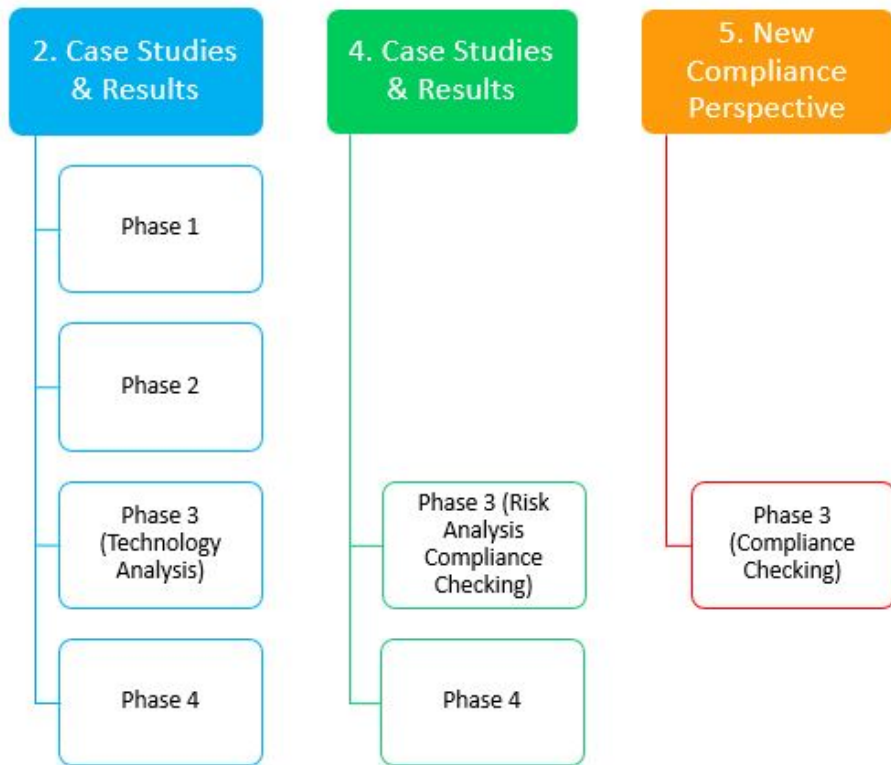 2. Case Studies
& Results
Phase 1
Phase 2
Phase 3
(Technology
Analysis)
Phase 4
4. Case Studies
& Results
Phase 3 (Risk
Analysis
Compliance
Checking)
Phase 4
5. New
Compliance
Perspective
Phase 3
(Compliance
Checking)